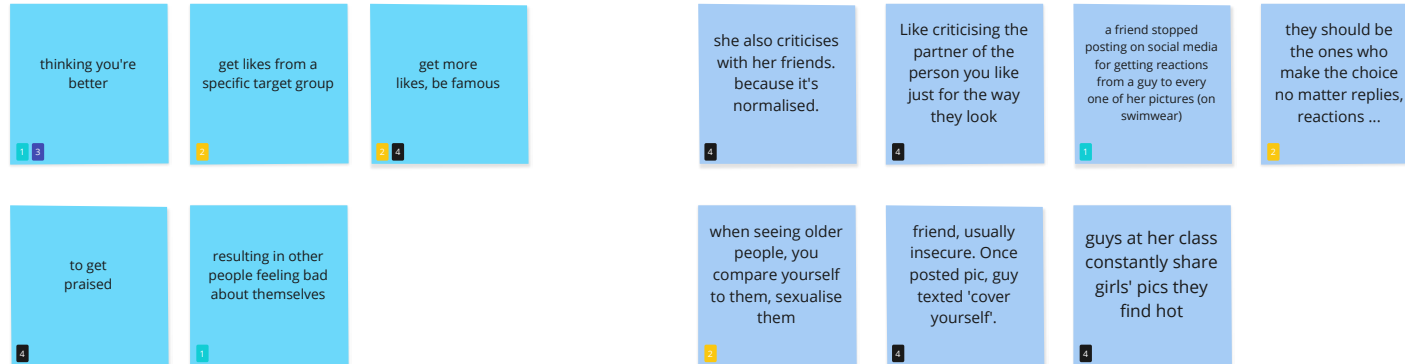 thinking you're
better
1 3
get likes from a
specific target group
2
get more
likes, be famous
2 4
she also criticises
with her friends.
because it's
normalised.
4
Like criticising the
partner of the
person you like
just for the way
they look
4
a friend stopped
posting on social media
for getting reactions
from a guy to every
one of her pictures (on
swimwear)
1
they should be
the ones who
make the choice
no matter replies,
reactions ...
2
to get
praised
4
resulting in other
people feeling bad
about themselves
1
when seeing older
people, you
compare yourself
to them, sexualise
them
2
friend, usually
insecure. Once
posted pic, guy
texted 'cover
yourself'.
4
guys at her class
constantly share
girls' pics they
find hot
4